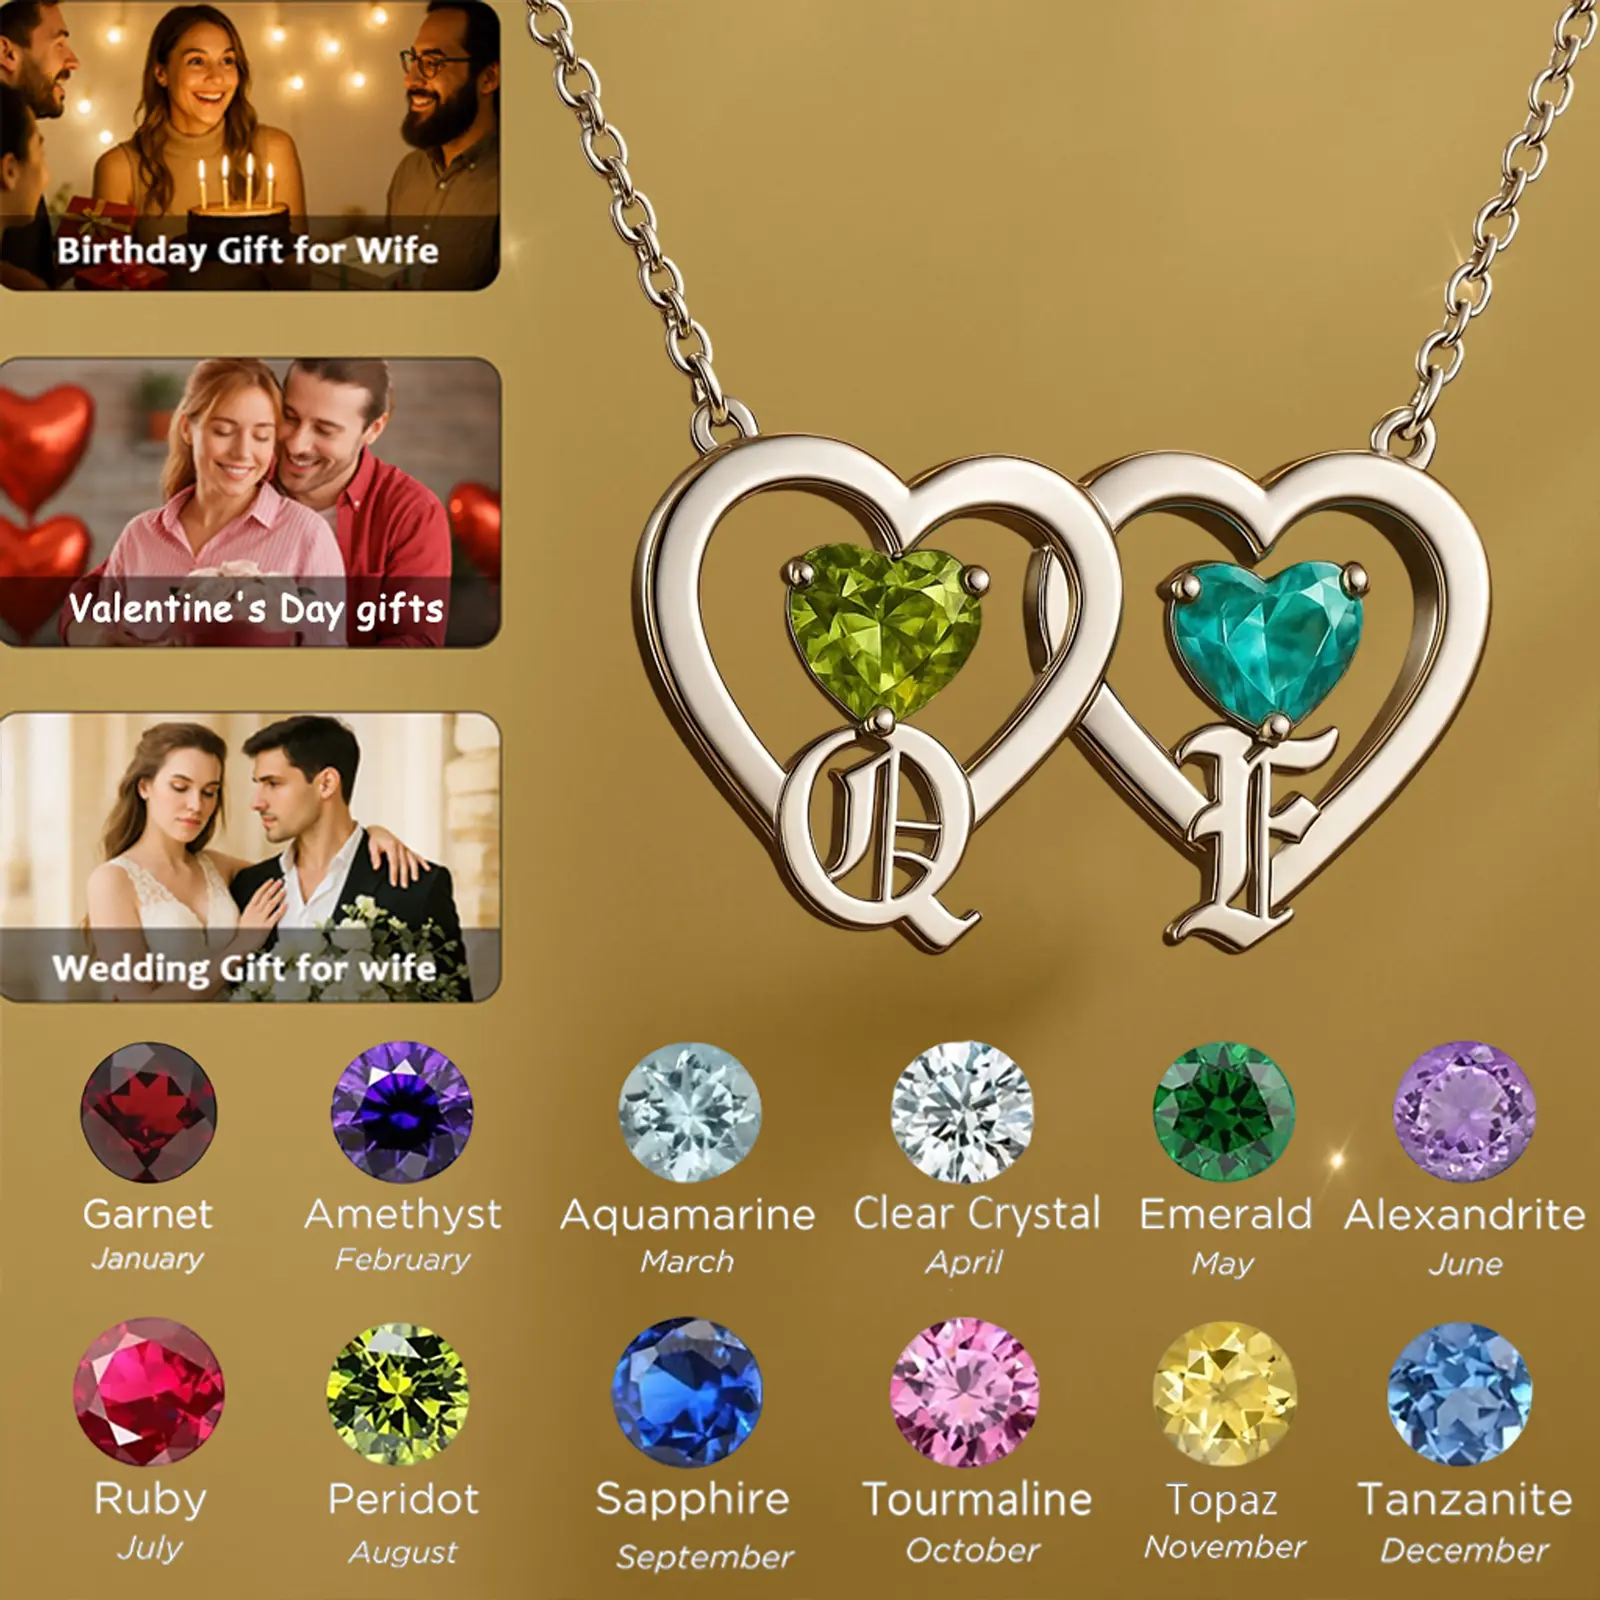 Birthday Gift for Wife
Valentine's Day gifts
Wedding Gift for wife
Q
F
Garnet
January
Amethyst
February
Aquamarine
March
Clear Crystal
April
Emerald
May
Alexandrite
June
Ruby
July
Peridot
August
Sapphire
September
Tourmaline
October
Topaz
November
Tanzanite
December